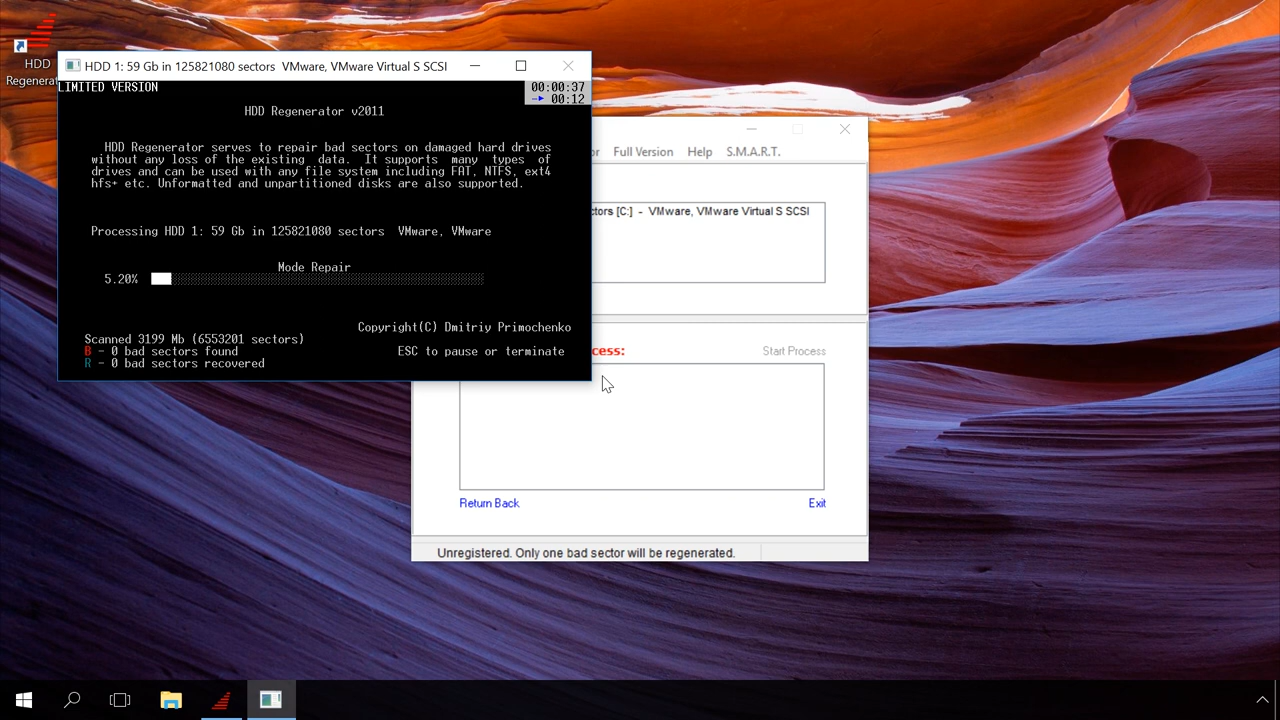 HDD
Regenerat
HDD 1: 59 Gb in 125821080 sectors VMware, VMware Virtual S SCSI
LIMITED VERSION
00:00:37
00:12
HDD Regenerator v2011
HDD Regenerator serves to repair bad sectors on damaged hard drives
without any loss of the existing data. It supports many types of
drives and can be used with any file system including FAT, NTFS, ext4
hfs+ etc. Unformatted and unpartitioned disks are also supported.
Processing HDD 1: 59 Gb in 125821080 sectors VMware, VMware
Mode Repair
5.20%
Copyright(C) Dmitriy Primochenko
Scanned 3199 Mb (6553201 sectors)
B - 0 bad sectors found
ESC to pause or terminate
R - 0 bad sectors recovered
or Full Version Help S.M.A.R.T.
ctors [C:] - VMware, VMware Virtual S SCSI
cess:
Start Process
Return Back
Exit
Unregistered. Only one bad sector will be regenerated.